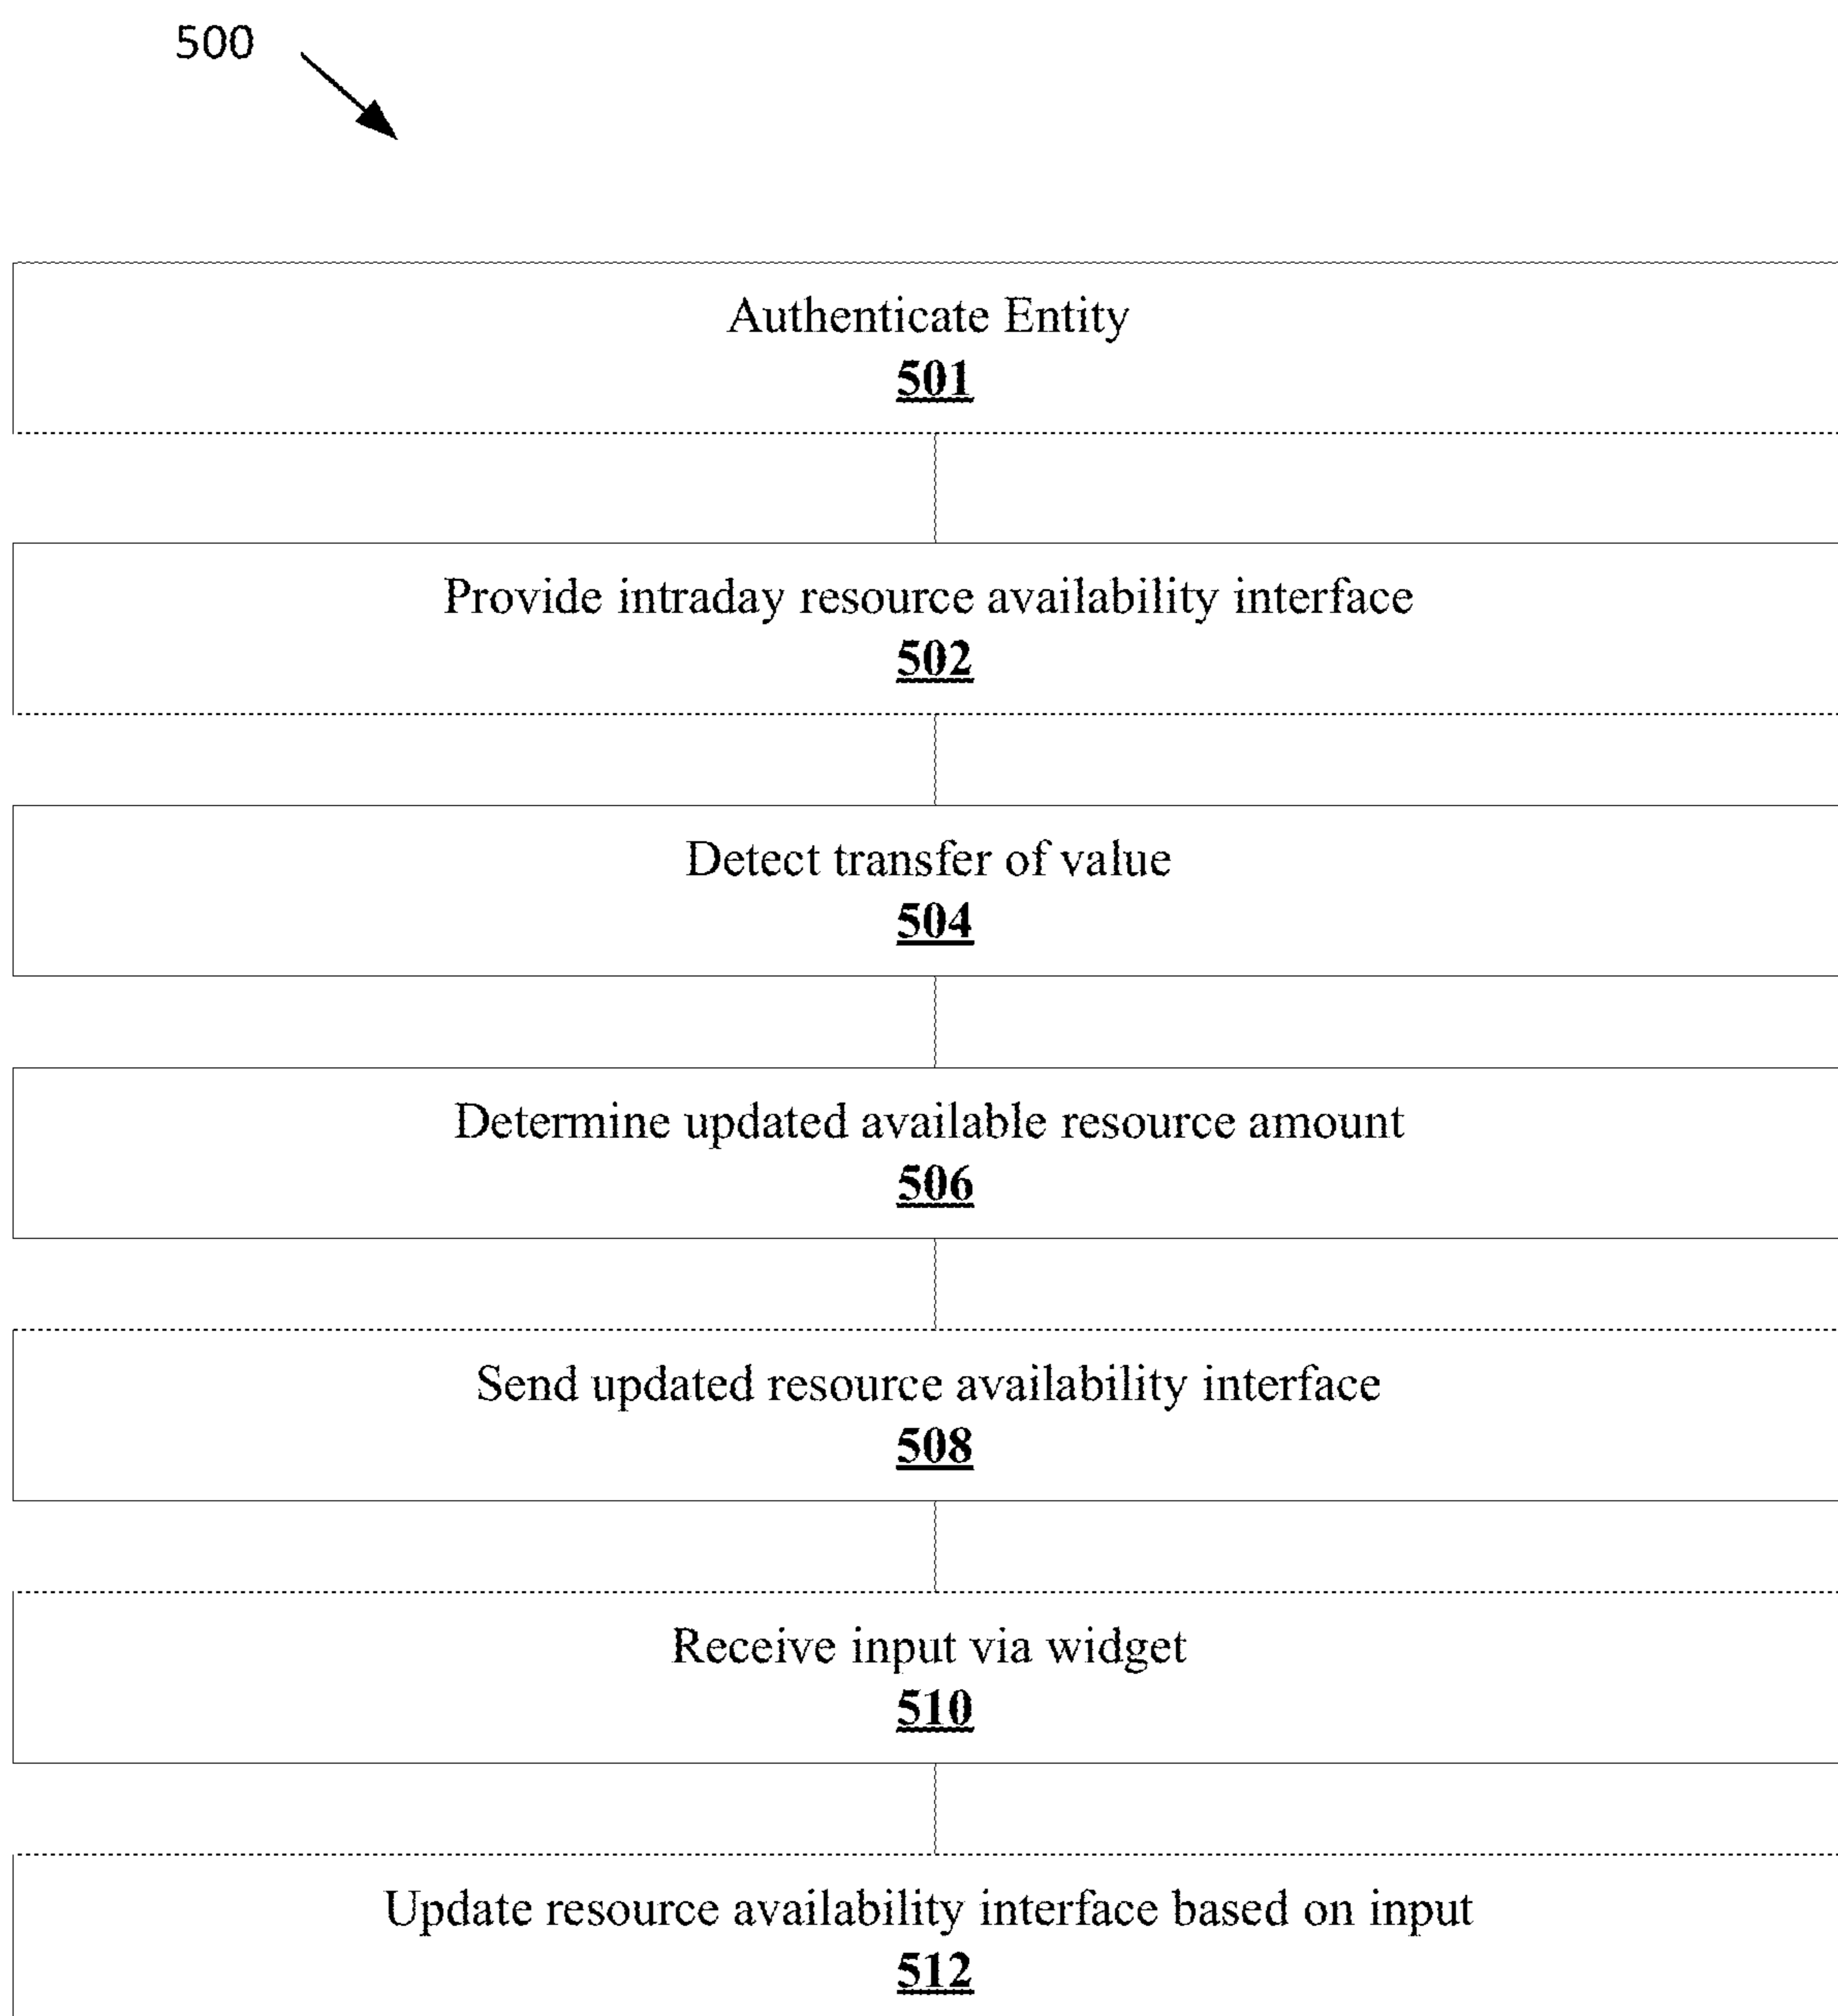 500
Authenticate Entity
501
Provide intraday resource availability interface
502
Detect transfer of value
504
Determine updated available resource amount
506
Send updated resource availability interface
508
Receive input via widget
510
Update resource availability interface based on input
512